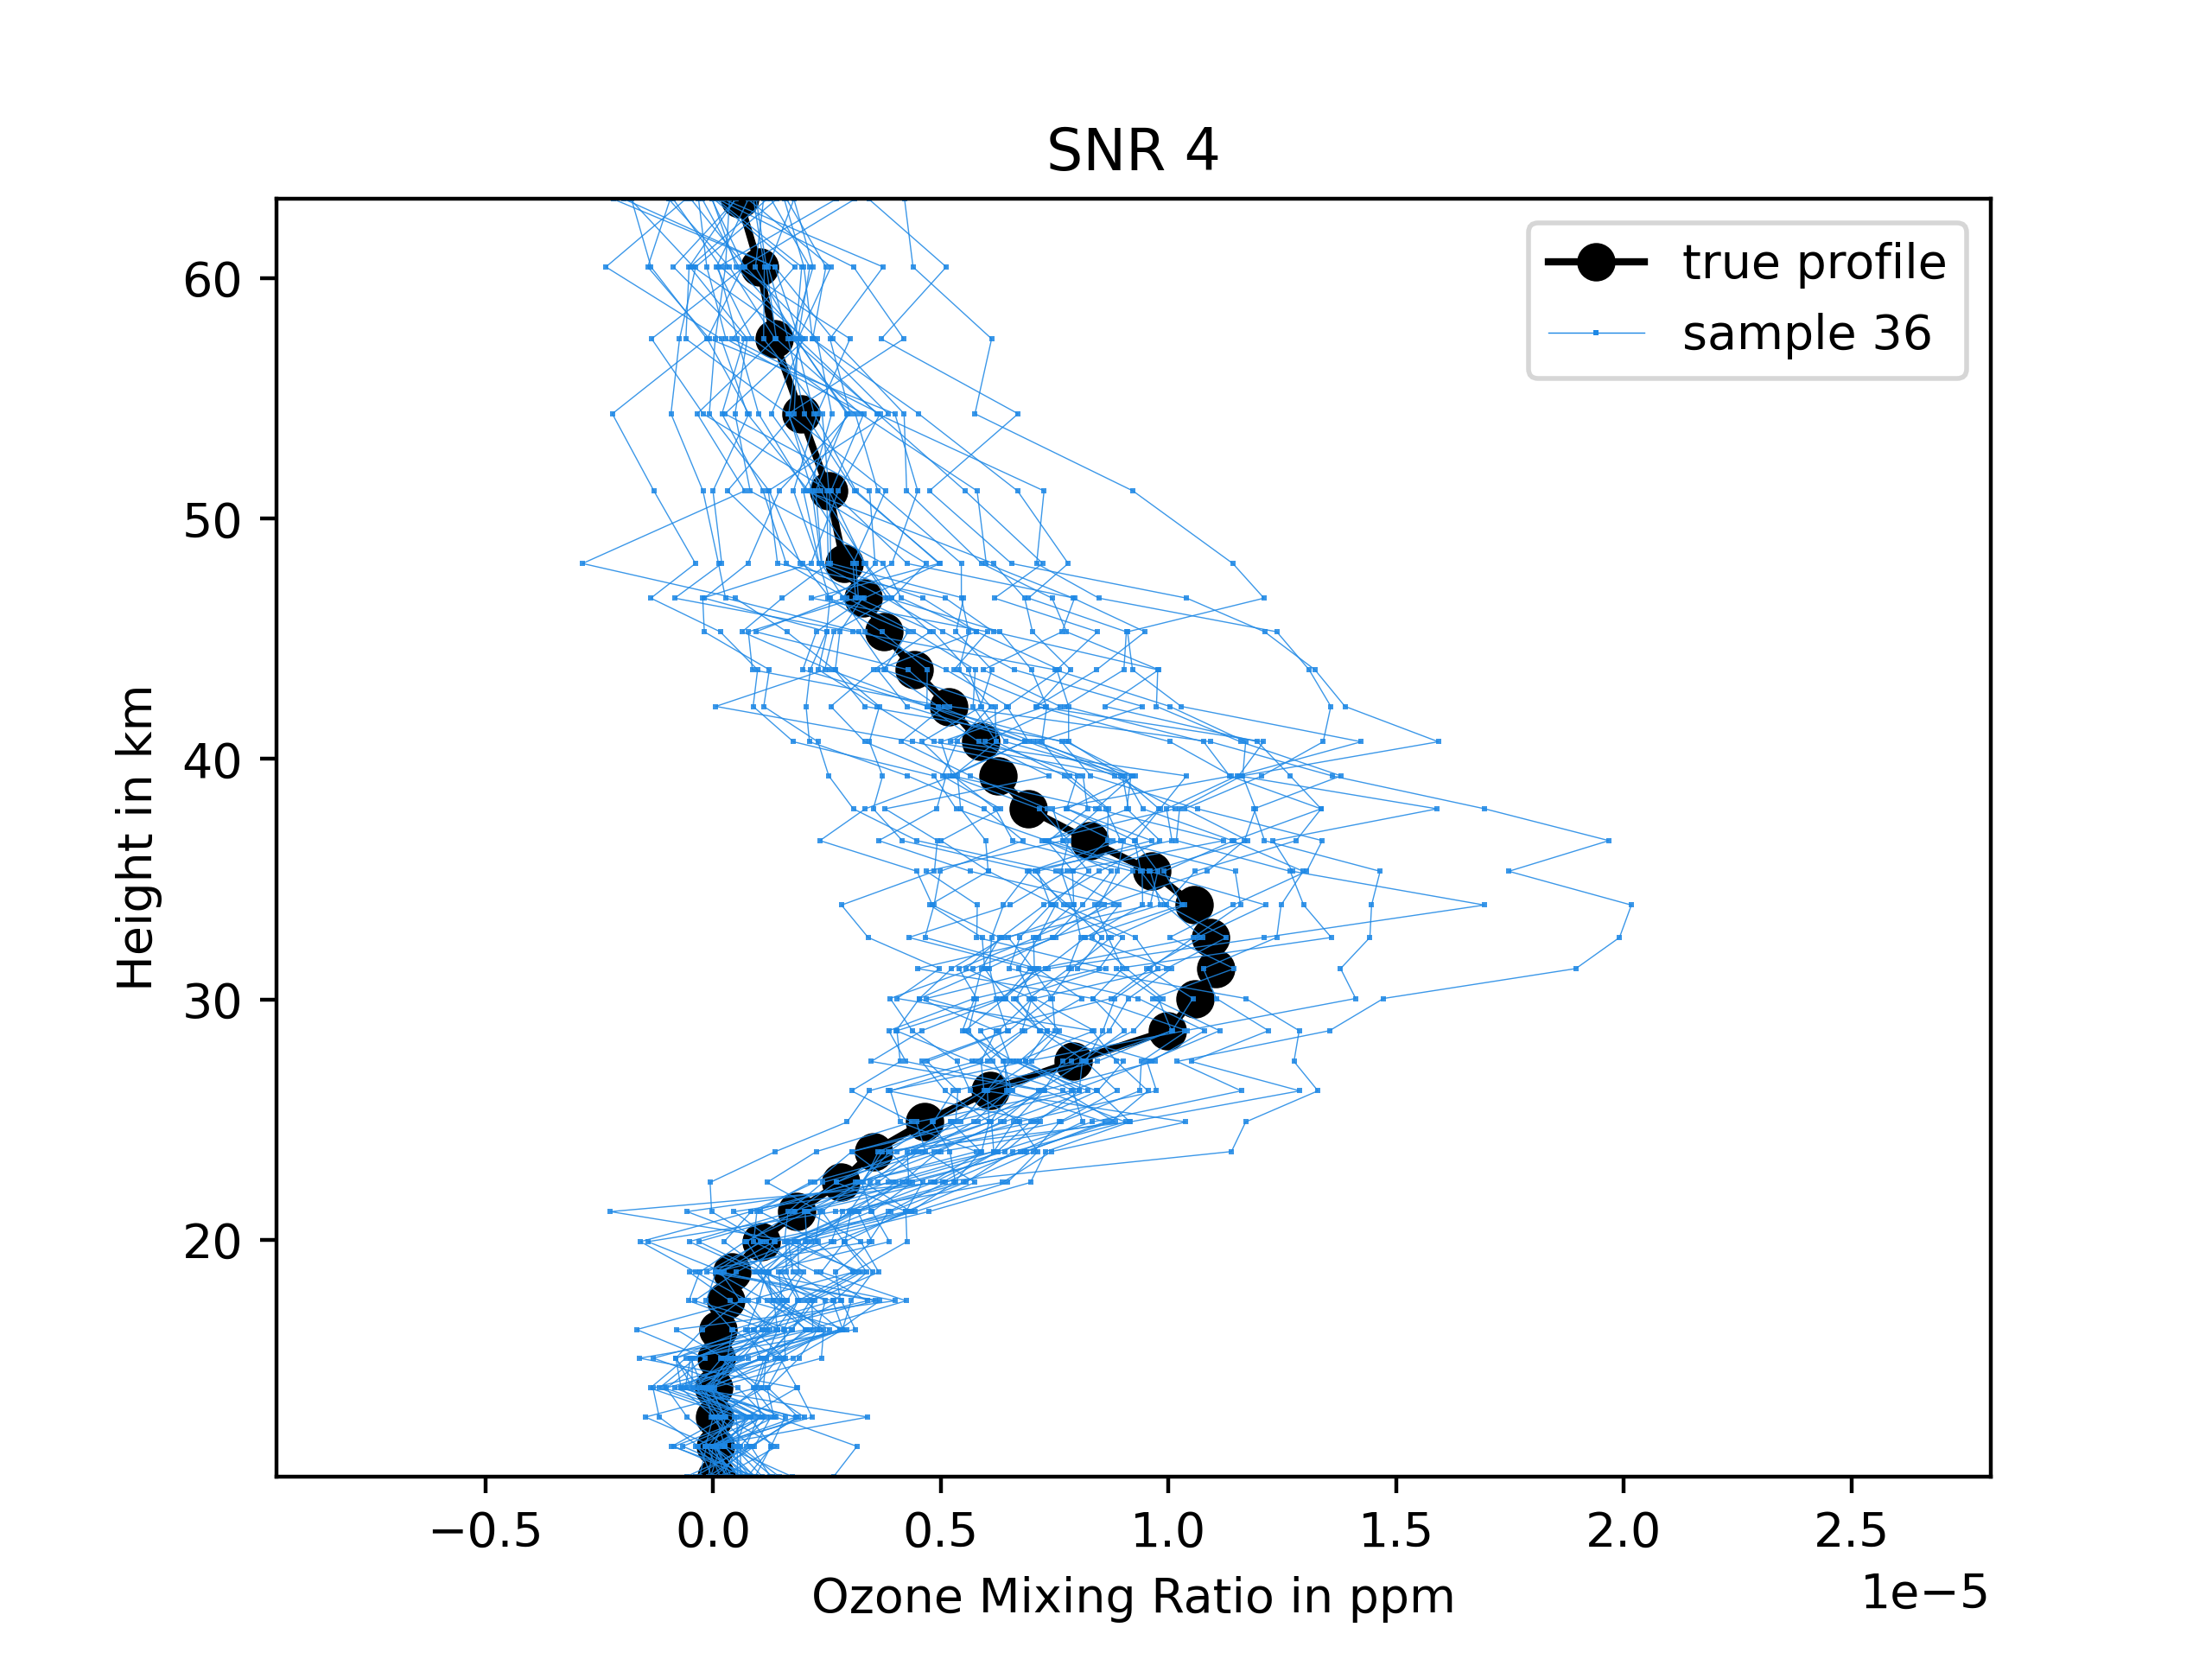 SNR 4
true profile
sample 36
60
50
40
30
20
Height in km
−0.5 0.0 0.5 1.0 1.5 2.0 2.5
1e−5
Ozone Mixing Ratio in ppm